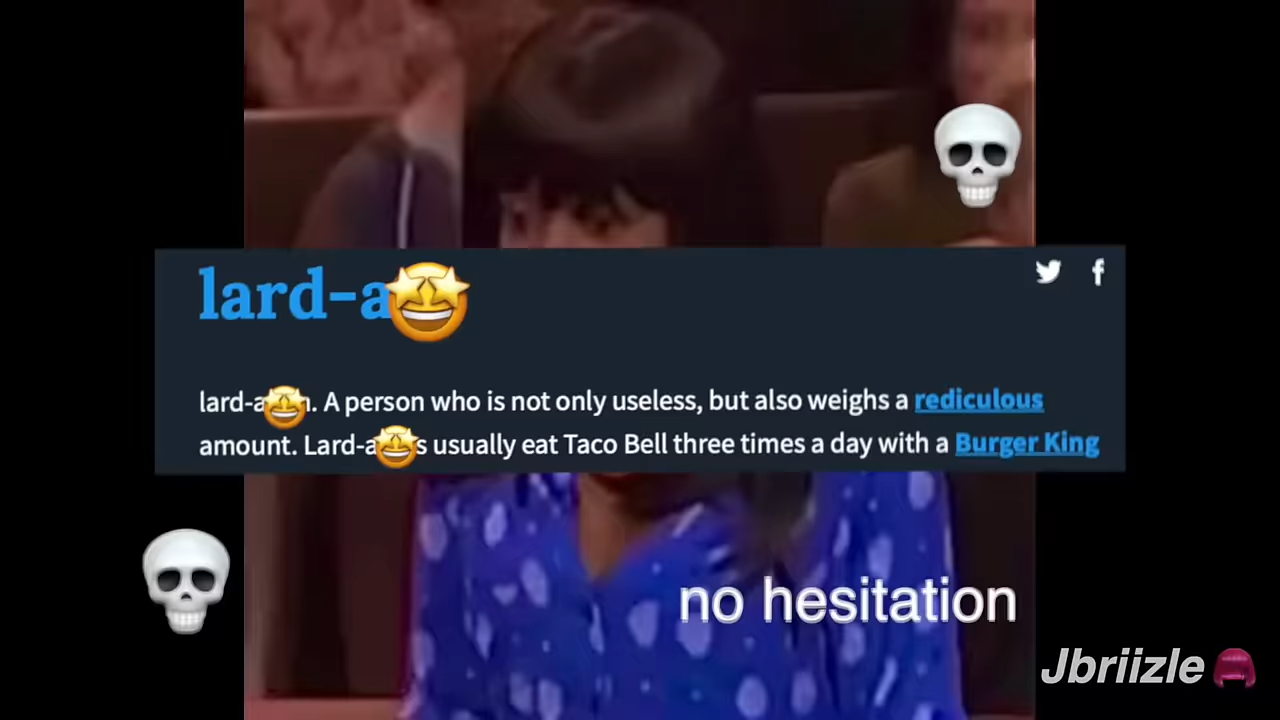 lard-a🤩
lard-a🤩n. A person who is not only useless, but also weighs a rediculous
amount. Lard-a🤩s usually eat Taco Bell three times a day with a Burger King
no hesitation
Jbriizle